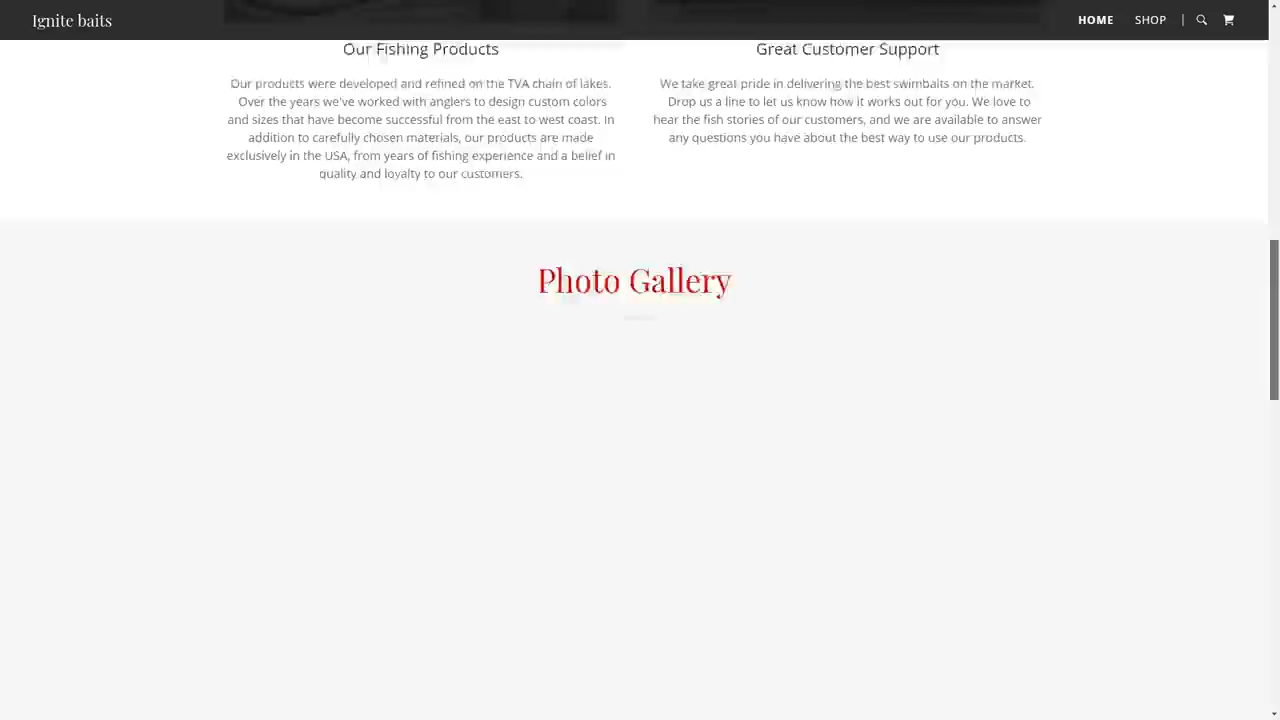 Ignite baits
HOME SHOP
Our Fishing Products
Our products were developed and refined on the TVA chain of lakes.
Over the years we've worked with anglers to design custom colors
and sizes that have become successful from the east to west coast. In
addition to carefully chosen materials, our products are made
exclusively in the USA, from years of fishing experience and a belief in
quality and loyalty to our customers.
Great Customer Support
We take great pride in delivering the best swimbaits on the market.
Drop us a line to let us know how it works out for you. We love to
hear the fish stories of our customers, and we are available to answer
any questions you have about the best way to use our products.
Photo Gallery